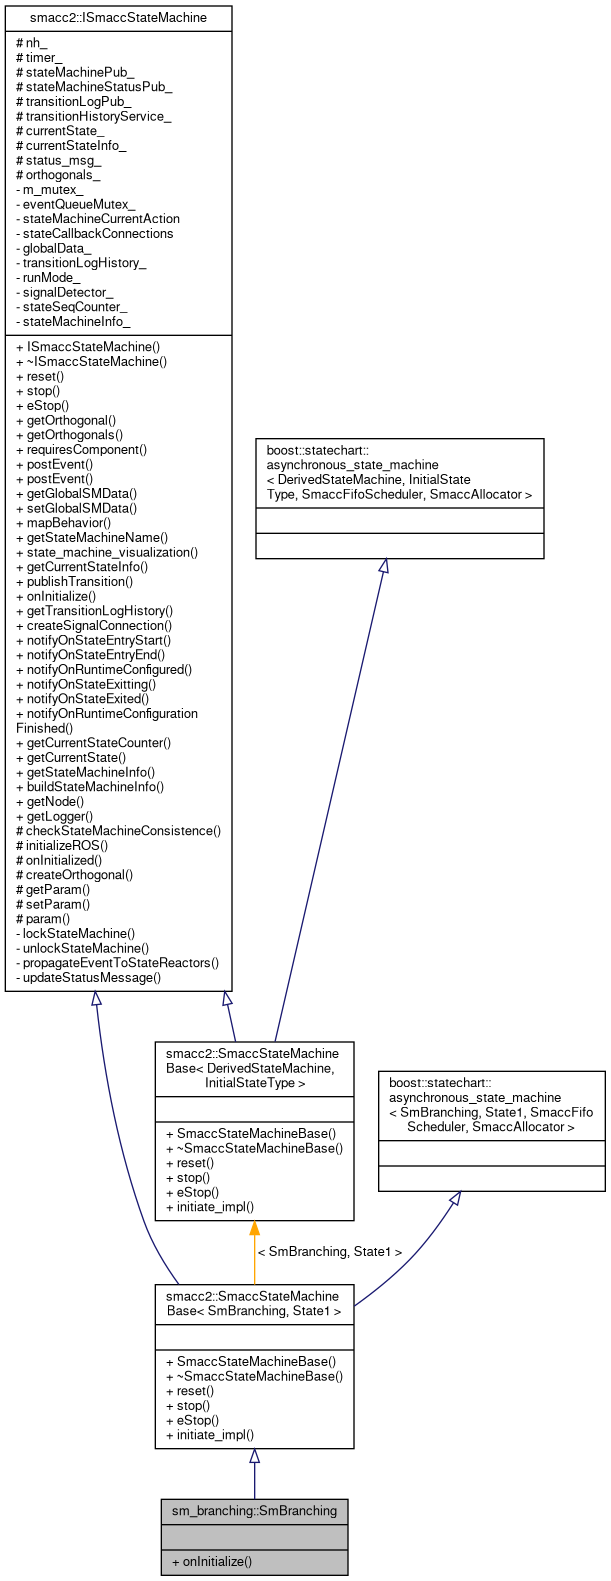 smacc2::ISmaccStateMachine
# nh_
# timer_
# stateMachinePub_
# stateMachineStatusPub_
# transitionLogPub_
# transitionHistoryService_
# currentState_
# currentStateInfo_
# status_msg_
# orthogonals_
- m_mutex_
- eventQueueMutex_
- stateMachineCurrentAction
- stateCallbackConnections
- globalData_
- transitionLogHistory_
- runMode_
- signalDetector_
- stateSeqCounter_
- stateMachineInfo_
+ ISmaccStateMachine()
+ ~ISmaccStateMachine()
+ reset()
+ stop()
+ eStop()
+ getOrthogonal()
+ getOrthogonals()
+ requiresComponent()
+ postEvent()
+ postEvent()
+ getGlobalSMData()
+ setGlobalSMData()
+ mapBehavior()
+ getStateMachineName()
+ state_machine_visualization()
+ getCurrentStateInfo()
+ publishTransition()
+ onInitialize()
+ getTransitionLogHistory()
+ createSignalConnection()
+ notifyOnStateEntryStart()
+ notifyOnStateEntryEnd()
+ notifyOnRuntimeConfigured()
+ notifyOnStateExitting()
+ notifyOnStateExited()
+ notifyOnRuntimeConfiguration
Finished()
+ getCurrentStateCounter()
+ getCurrentState()
+ getStateMachineInfo()
+ buildStateMachineInfo()
+ getNode()
+ getLogger()
# checkStateMachineConsistence()
# initializeROS()
# onInitialized()
# createOrthogonal()
# getParam()
# setParam()
# param()
- lockStateMachine()
- unlockStateMachine()
- propagateEventToStateReactors()
- updateStatusMessage()
boost::statechart::
asynchronous_state_machine
< DerivedStateMachine, InitialState
Type, SmaccFifoScheduler, SmaccAllocator >
smacc2::SmaccStateMachine
Base< DerivedStateMachine,
InitialStateType >
+ SmaccStateMachineBase()
+ ~SmaccStateMachineBase()
+ reset()
+ stop()
+ eStop()
+ initiate_impl()
boost::statechart::
asynchronous_state_machine
< SmBranching, State1, SmaccFifo
Scheduler, SmaccAllocator >
< SmBranching, State1 >
smacc2::SmaccStateMachine
Base< SmBranching, State1 >
+ SmaccStateMachineBase()
+ ~SmaccStateMachineBase()
+ reset()
+ stop()
+ eStop()
+ initiate_impl()
sm_branching::SmBranching
+ onInitialize()